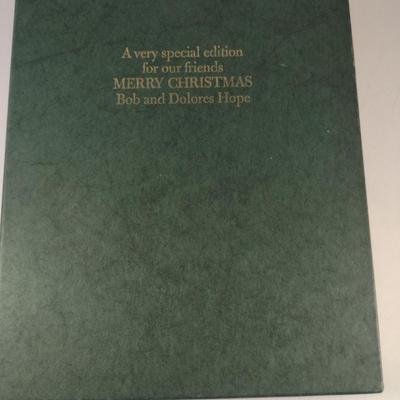 A very special edition
for our friends
MERRY CHRISTMAS
Bob and Dolores Hope